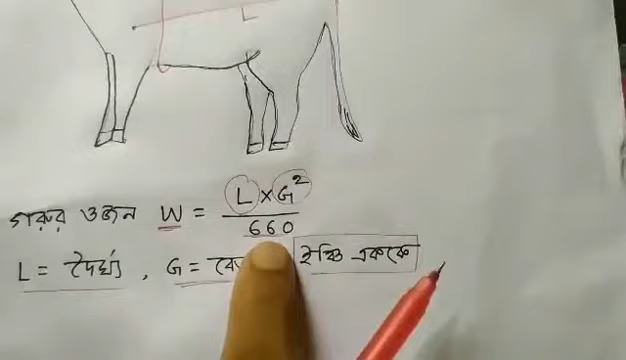 L
গরুর ওজন W = L × G² / 660
L = দৈর্ঘ্য , G = ইঞ্চি এককে